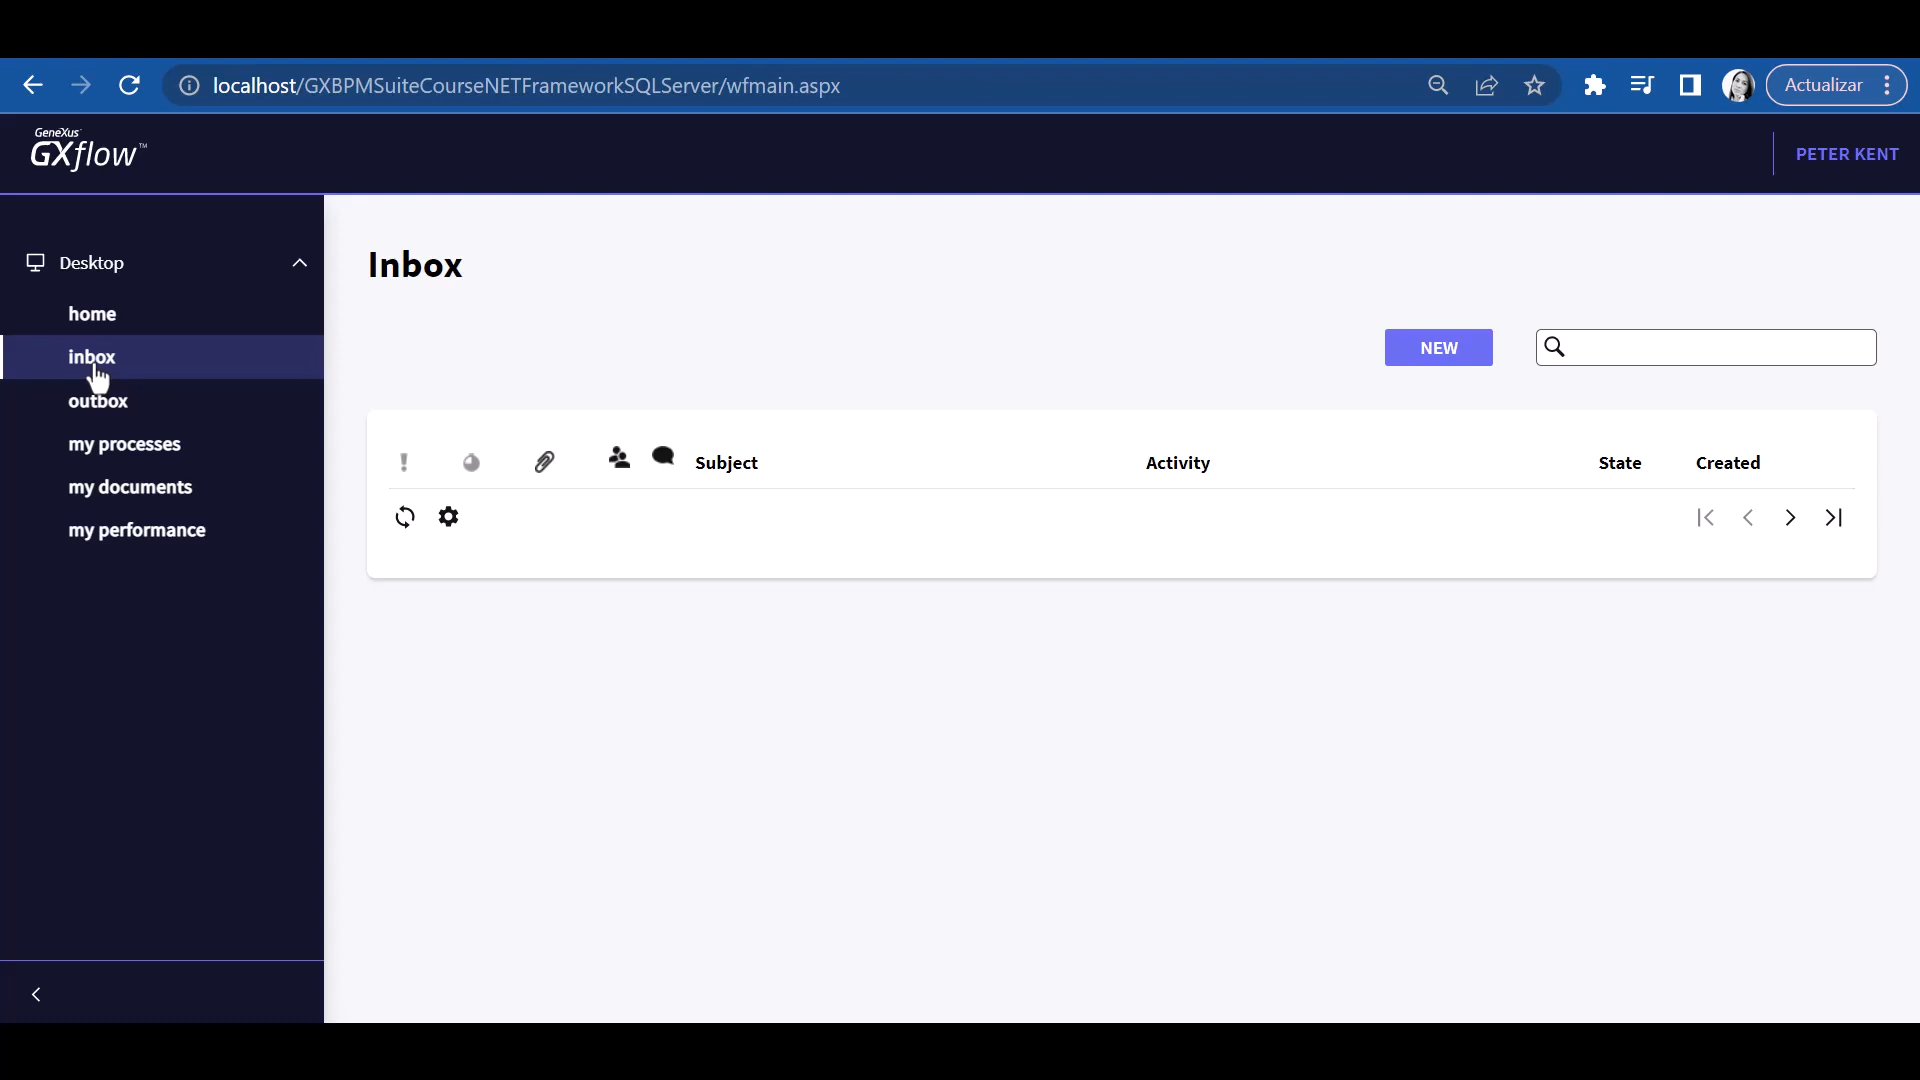 localhost/GXBPMSuiteCourseNETFrameworkSQLServer/wfmain.aspx
Actualizar
GeneXus
GXflow™
PETER KENT
Desktop
home
inbox
outbox
my processes
my documents
my performance
Inbox
NEW
Subject
Activity
State
Created